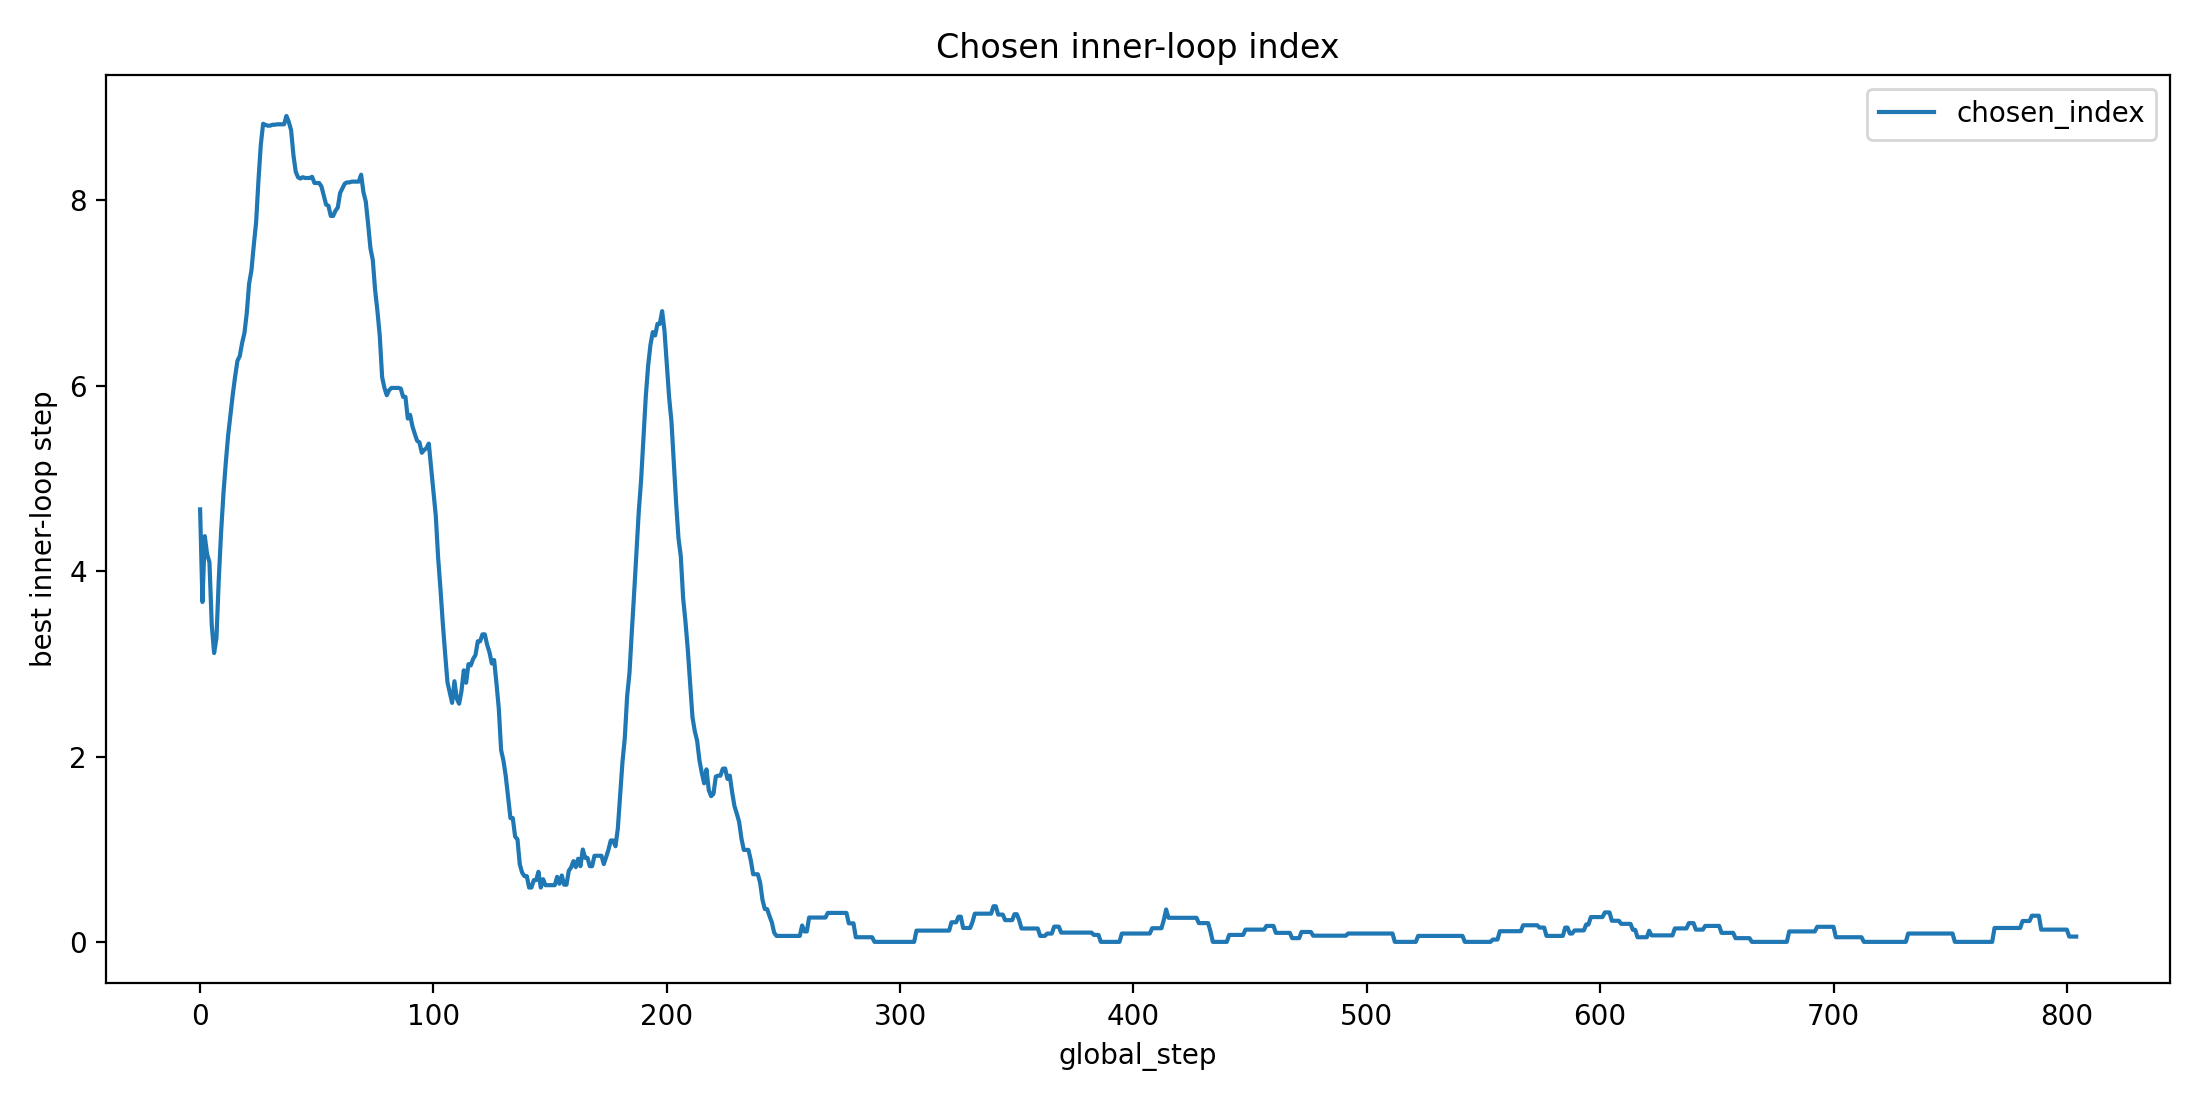 Chosen inner-loop index
chosen_index
best inner-loop step
8
6
4
2
0
0 100 200 300 400 500 600 700 800
global_step